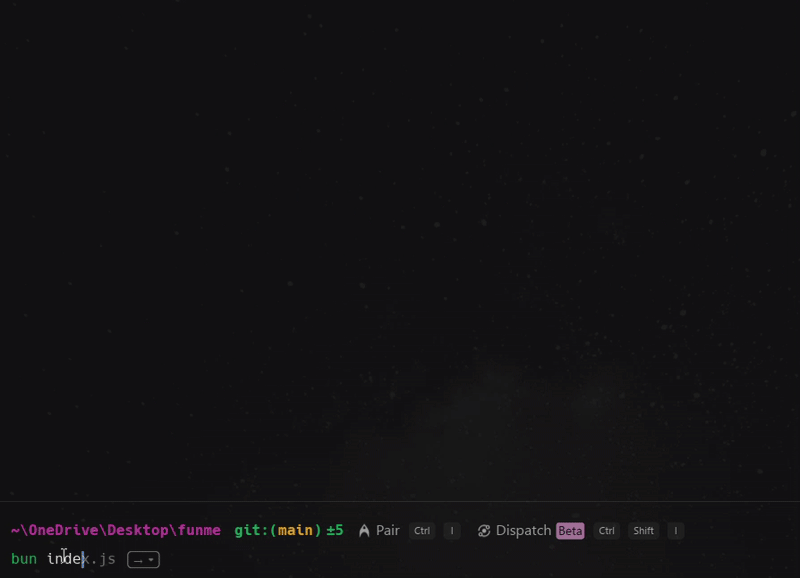 ~\OneDrive\Desktop\funme git:(main) ±5 Pair Ctrl I Dispatch Beta Ctrl Shift I
bun index.js →